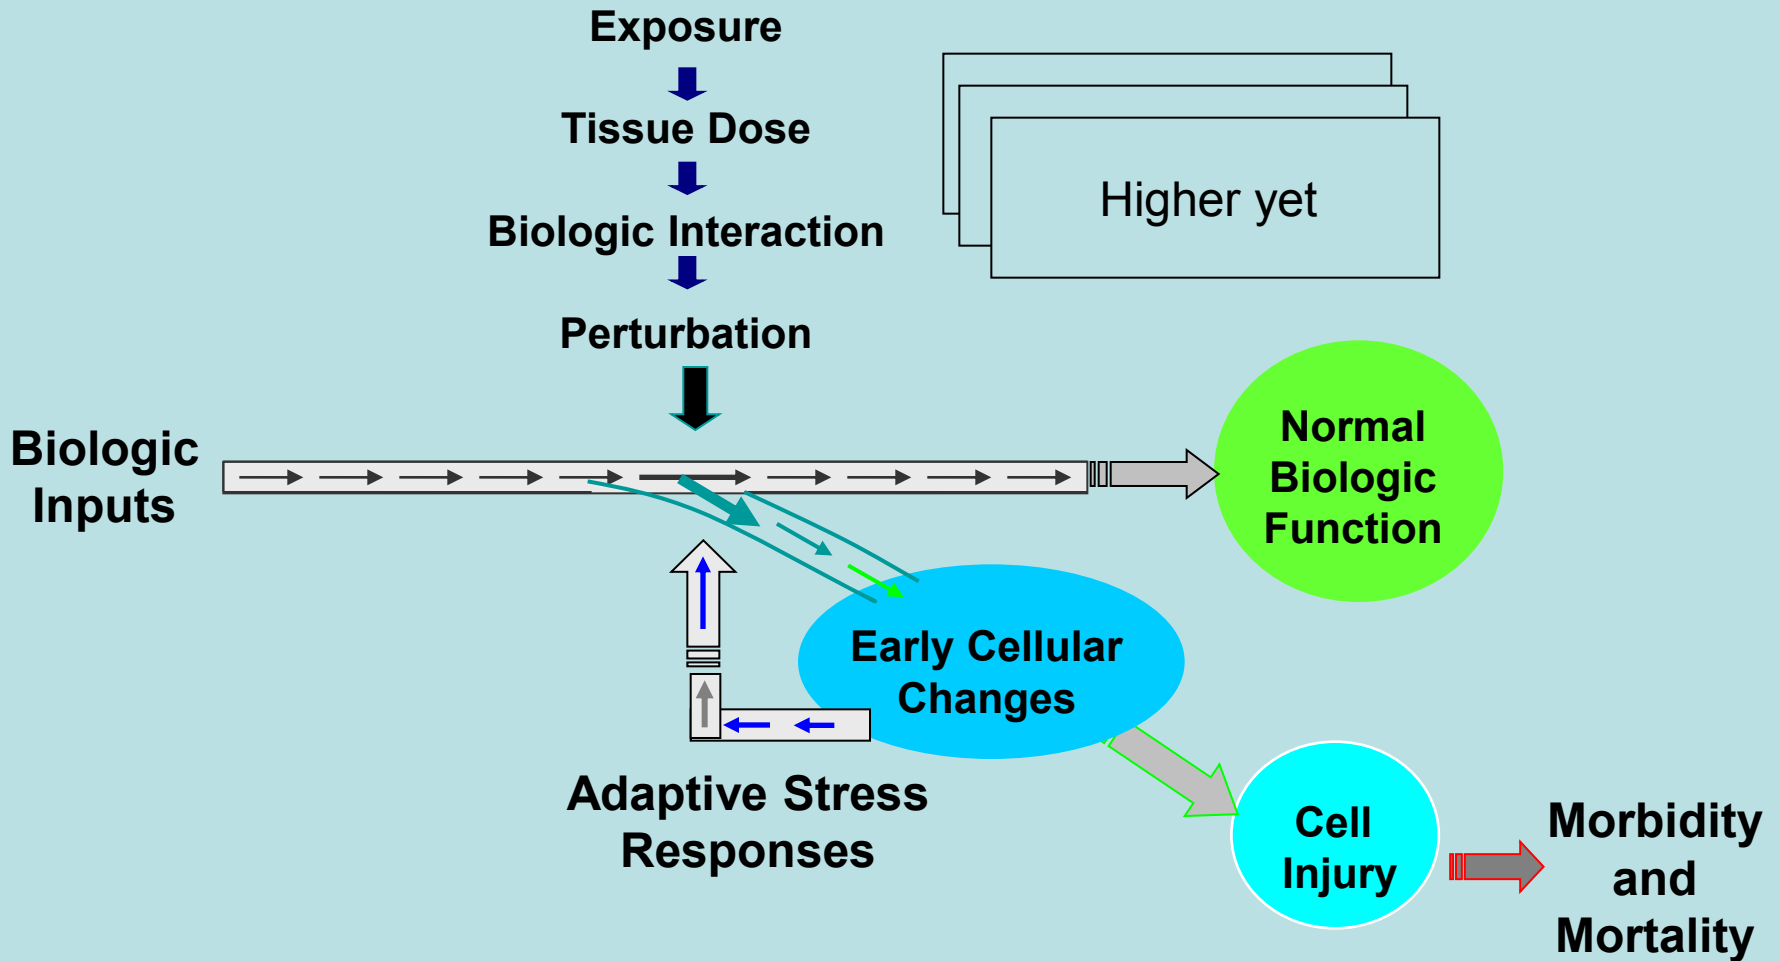 Exposure
Tissue Dose
Higher yet
Biologic Interaction
Perturbation
Biologic
Inputs
Normal
Biologic
Function
Early Cellular
Changes
Adaptive Stress
Responses
Cell
Injury
Morbidity
and
Mortality